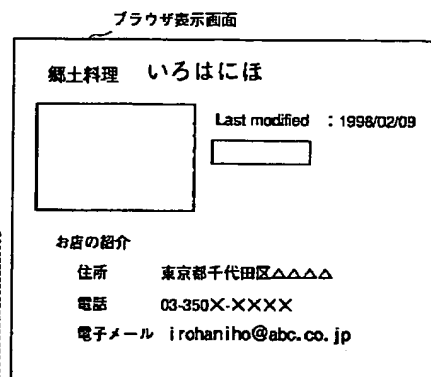 ブラウザ表示画面
郷土料理 いろはにほ
Last modified : 1998/02/09
お店の紹介
住所 東京都千代田区△△△△
電話 03-350X-XXXX
電子メール irohaniho@abc.co.jp